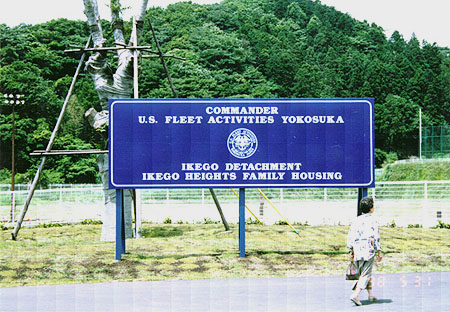 COMMANDER
U.S. FLEET ACTIVITIES YOKOSUKA
IKEGO DETACHMENT
IKEGO HEIGHTS FAMILY HOUSING